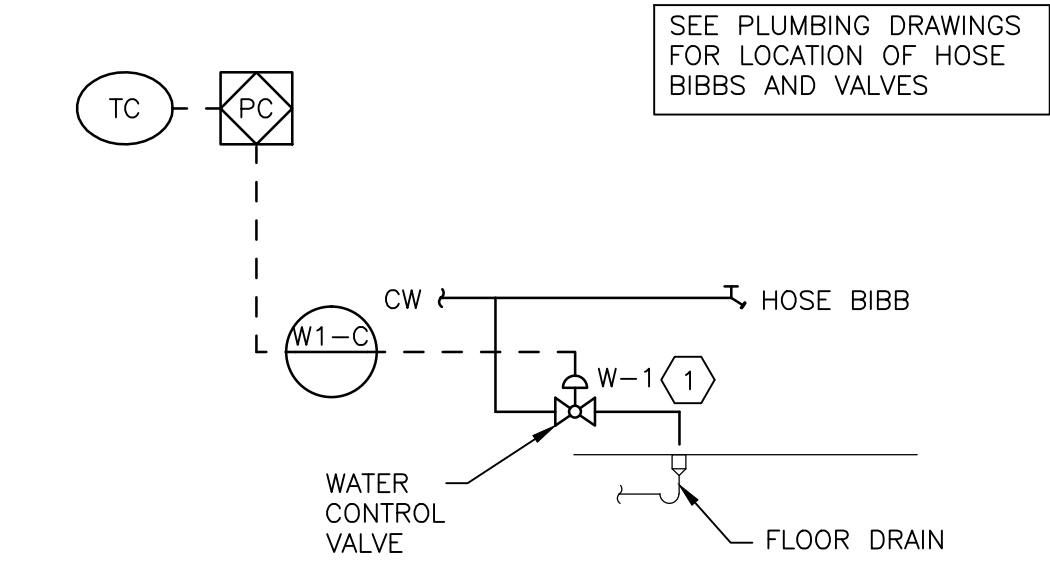 SEE PLUMBING DRAWINGS
FOR LOCATION OF HOSE
BIBBS AND VALVES
TC
PC
CW
HOSE BIBB
W1-C
W-1
1
WATER
CONTROL
VALVE
FLOOR DRAIN